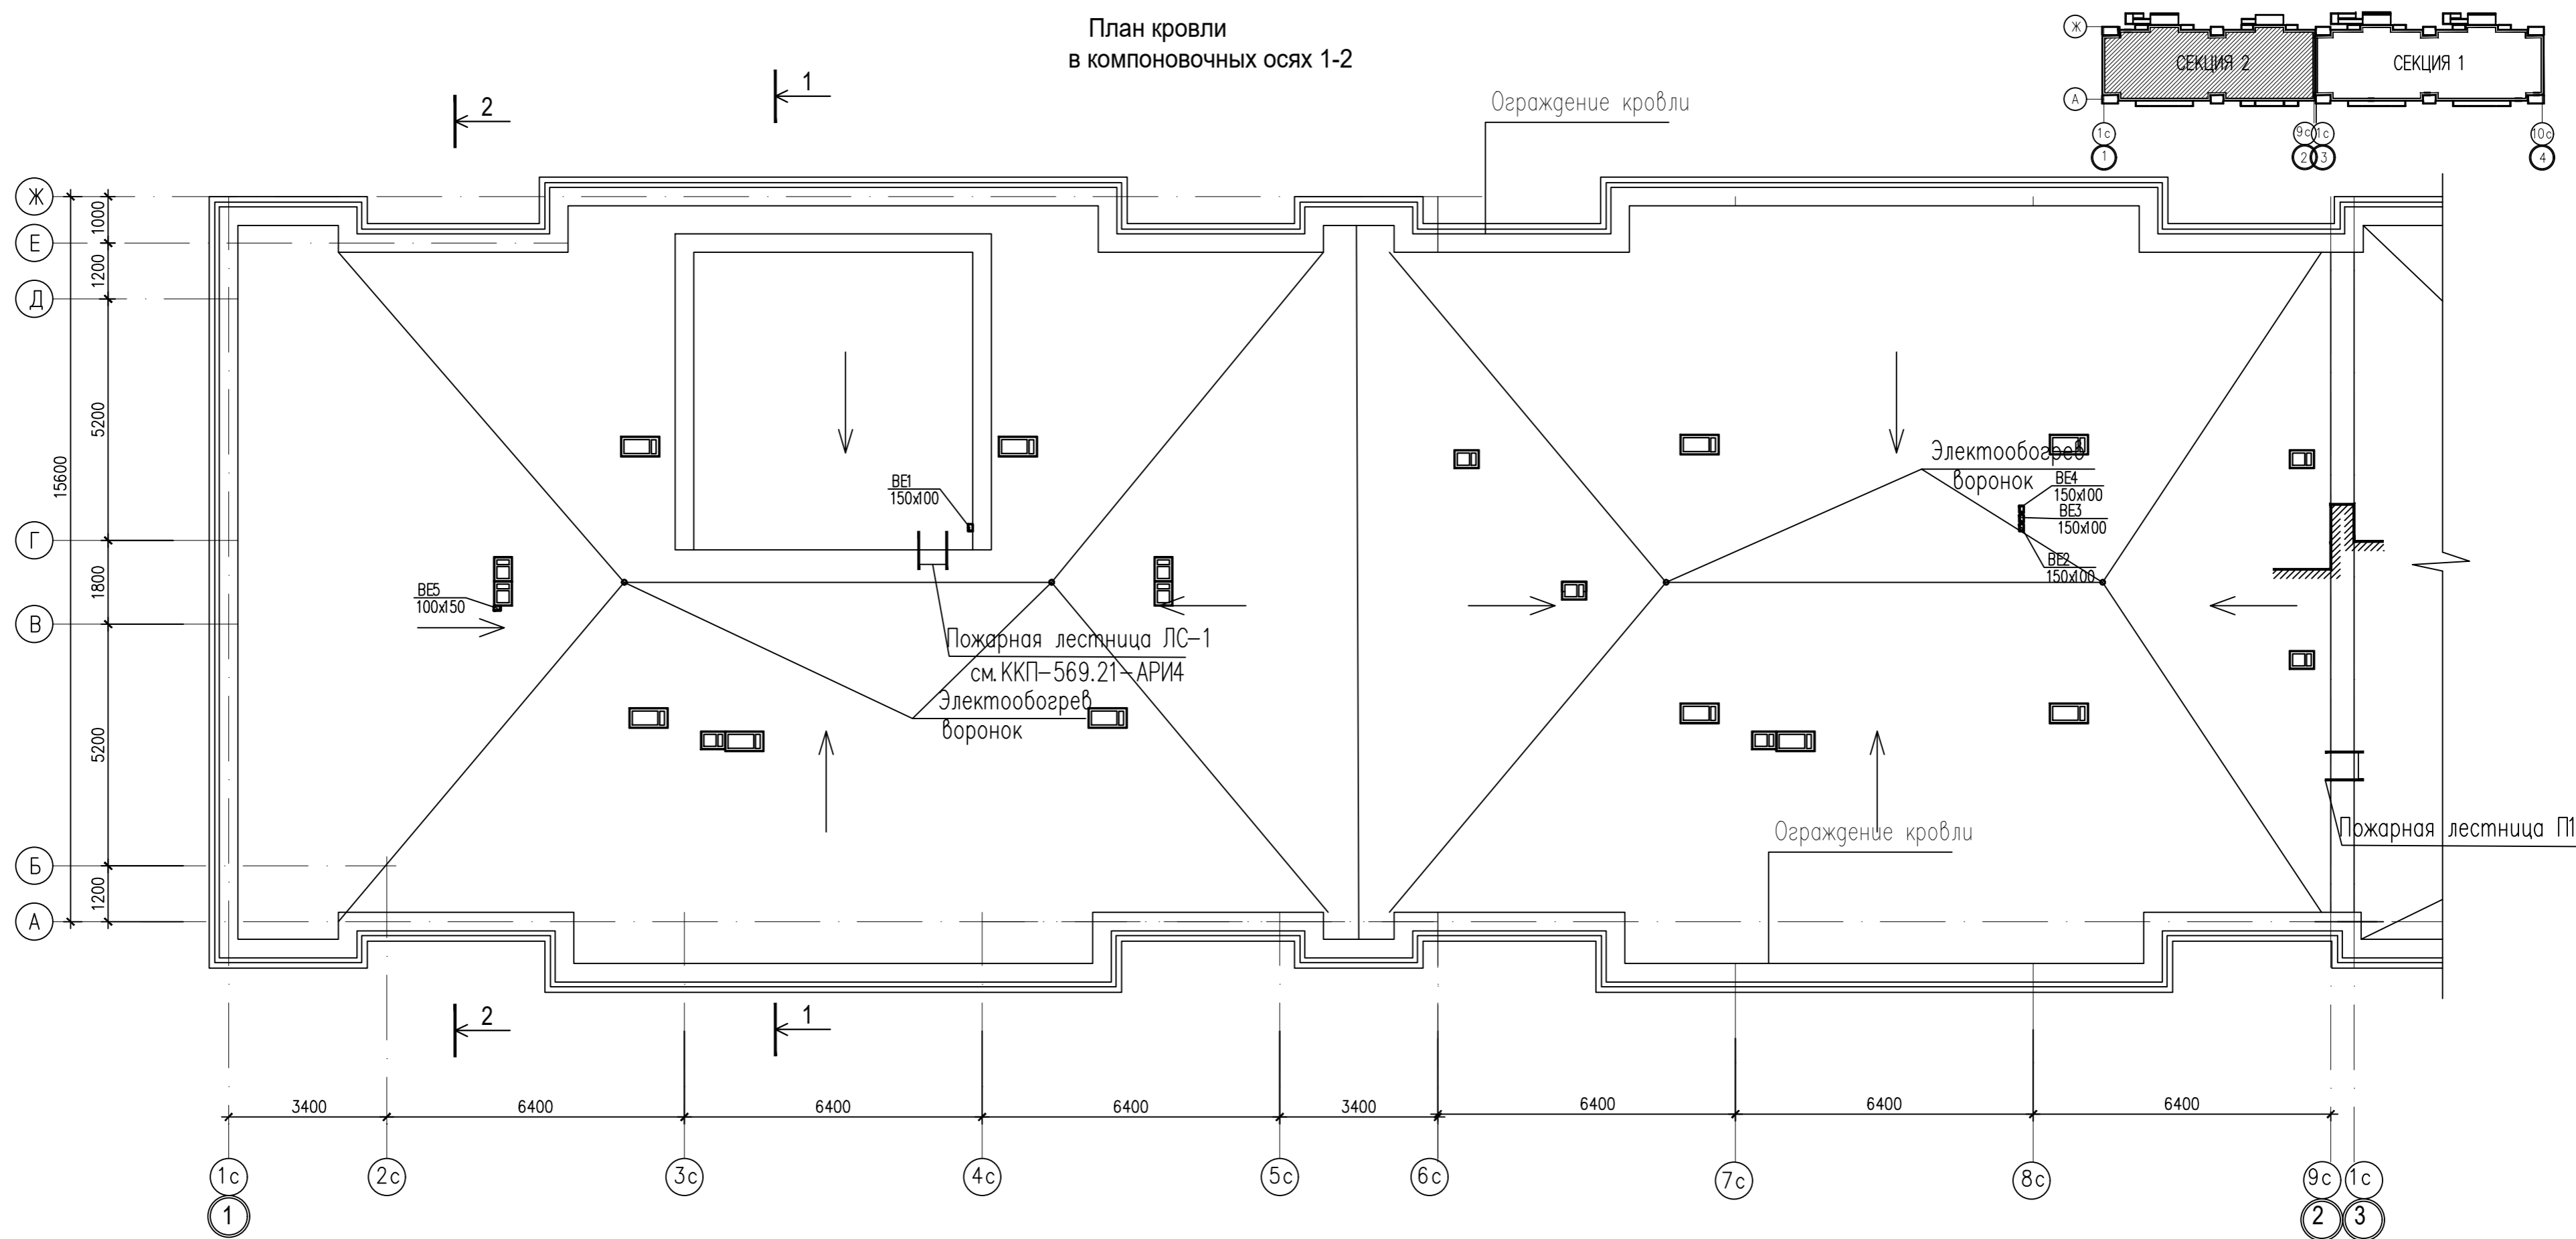 План кровли
в компоновочных осях 1-2
Ж
А
СЕКЦИЯ 2
СЕКЦИЯ 1
1с
9с
1с
10с
1
2
3
4
2
1
Ограждение кровли
Ж
Е
Д
Г
В
Б
А
1000
1200
5200
1800
5200
1200
15600
ВЕ1
150х100
ВЕ5
100х150
Электообогрев
воронок
ВЕ4
150х100
ВЕ3
150х100
ВЕ2
150х100
Пожарная лестница ЛС-1
см.ККП-569.21-АРИ4
Электообогрев
воронок
Ограждение кровли
Пожарная лестница П1
2
1
3400
6400
6400
6400
3400
6400
6400
6400
1с
2с
3с
4с
5с
6с
7с
8с
9с
1с
1
2
3